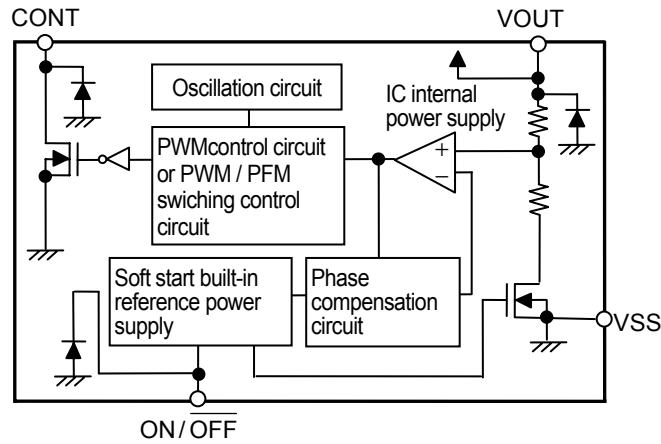 CONT
VOUT
Oscillation circuit
IC internal
power supply
PWMcontrol circuit
or PWM / PFM
swiching control
circuit
+
−
Soft start built-in
reference power
supply
Phase
compensation
circuit
VSS
ON / OFF